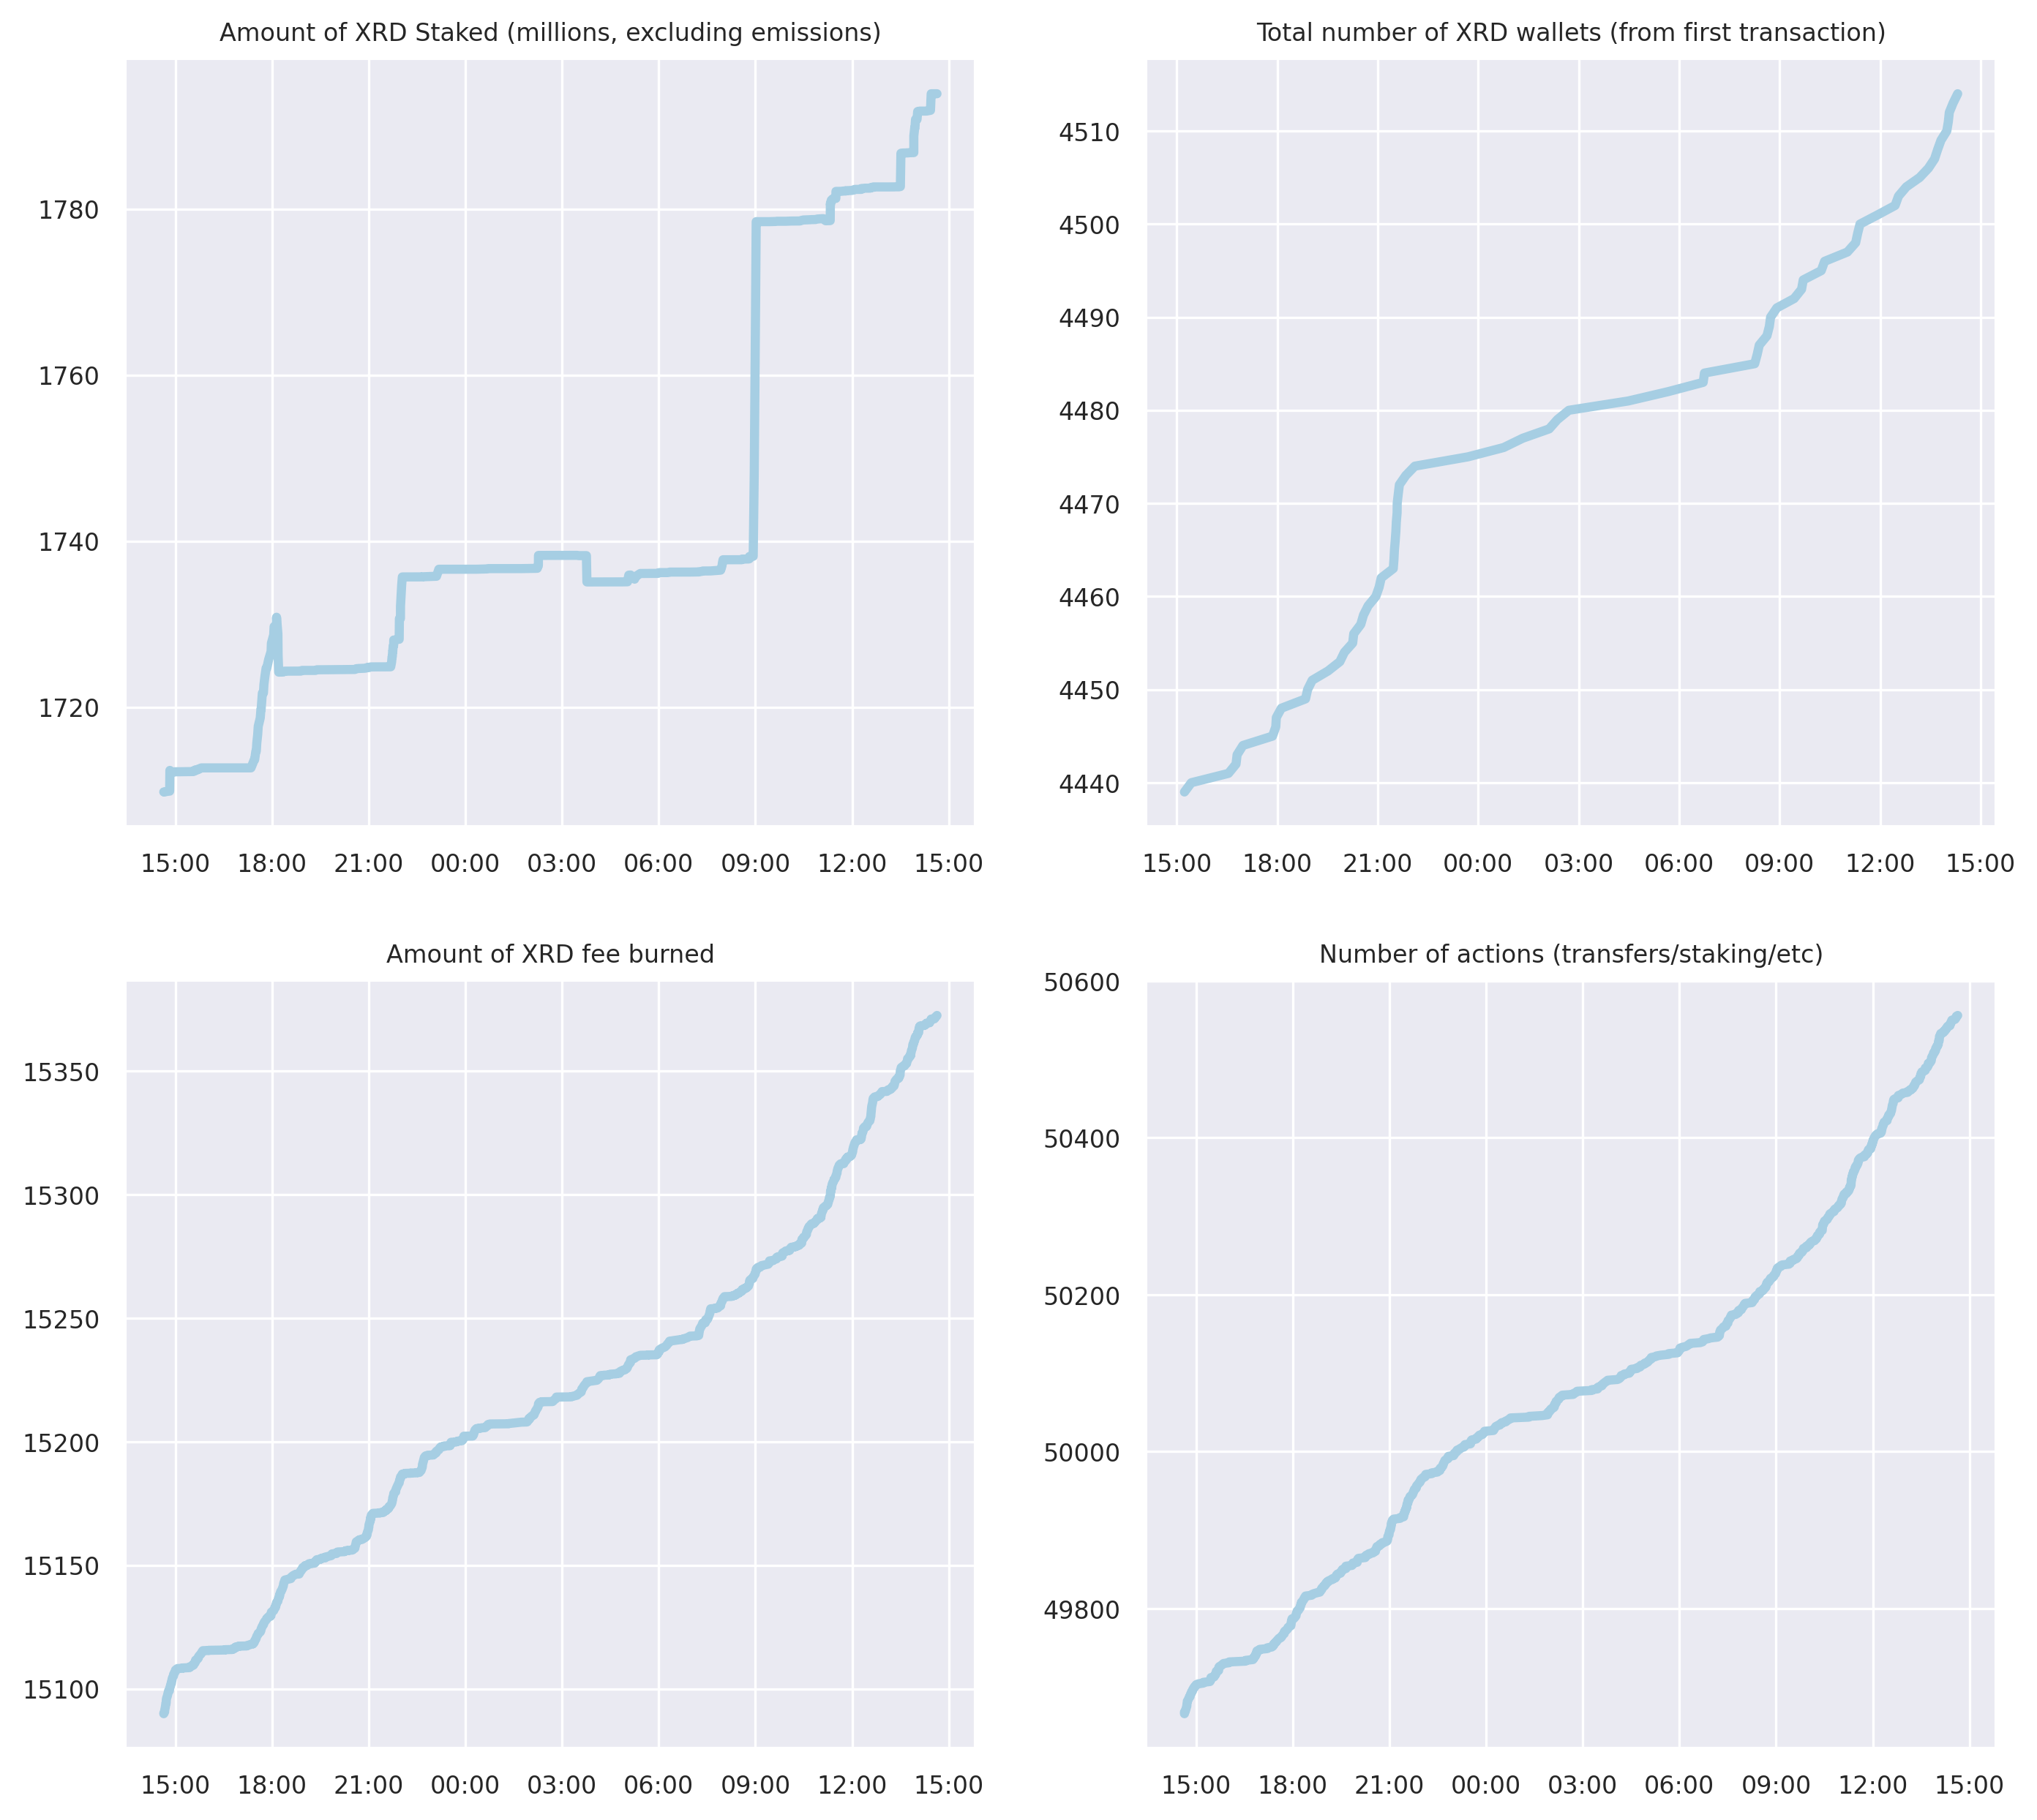 Amount of XRD Staked (millions, excluding emissions)
1780
1760
1740
1720
15:00 18:00 21:00 00:00 03:00 06:00 09:00 12:00 15:00
Total number of XRD wallets (from first transaction)
4510
4500
4490
4480
4470
4460
4450
4440
15:00 18:00 21:00 00:00 03:00 06:00 09:00 12:00 15:00
Amount of XRD fee burned
15350
15300
15250
15200
15150
15100
15:00 18:00 21:00 00:00 03:00 06:00 09:00 12:00 15:00
Number of actions (transfers/staking/etc)
50600
50400
50200
50000
49800
15:00 18:00 21:00 00:00 03:00 06:00 09:00 12:00 15:00